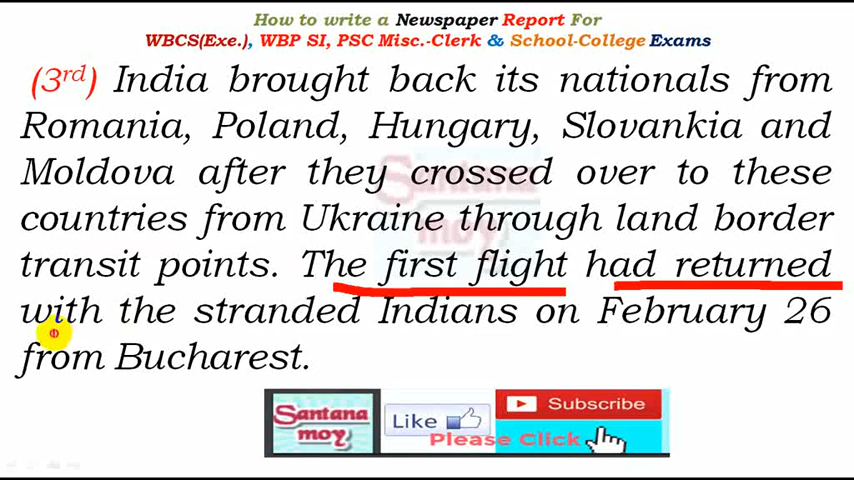 How to write a Newspaper Report For
WBCS(Exe.), WBP SI, PSC Misc.-Clerk & School-College Exams
(3rd) India brought back its nationals from
Romania, Poland, Hungary, Slovankia and
Moldova after they crossed over to these
countries from Ukraine through land border
transit points. The first flight had returned
with the stranded Indians on February 26
from Bucharest.
Santana
moy
Santana
moy
Like
Subscribe
Please Click